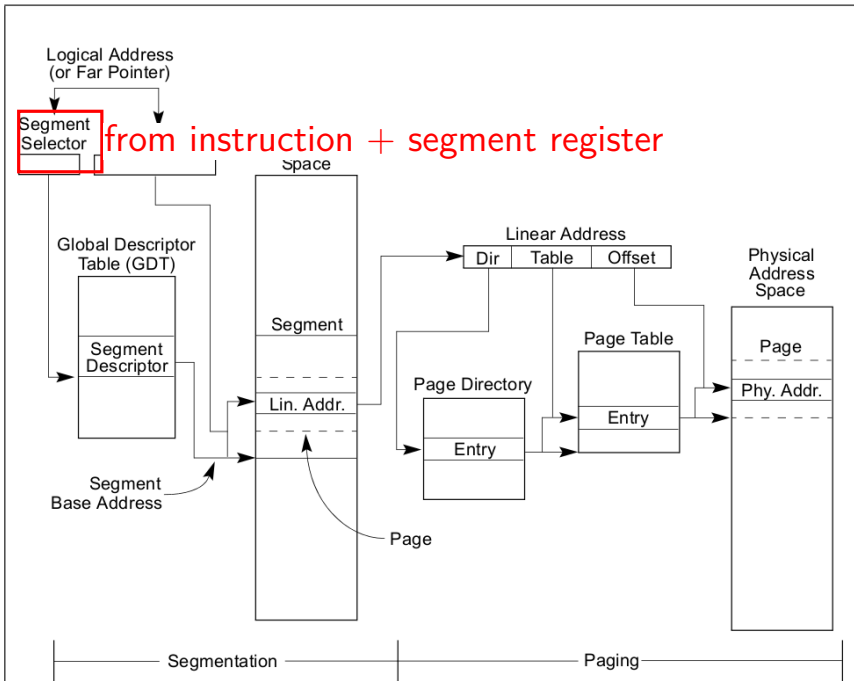 Logical Address
(or Far Pointer)
Segment
Selector
from instruction + segment register
Space
Global Descriptor
Table (GDT)
Linear Address
Dir Table Offset
Physical
Address
Space
Segment
Segment
Descriptor
Page Table
Page
Page Directory
Lin. Addr.
Phy. Addr.
Entry
Entry
Segment
Base Address
Page
Segmentation
Paging